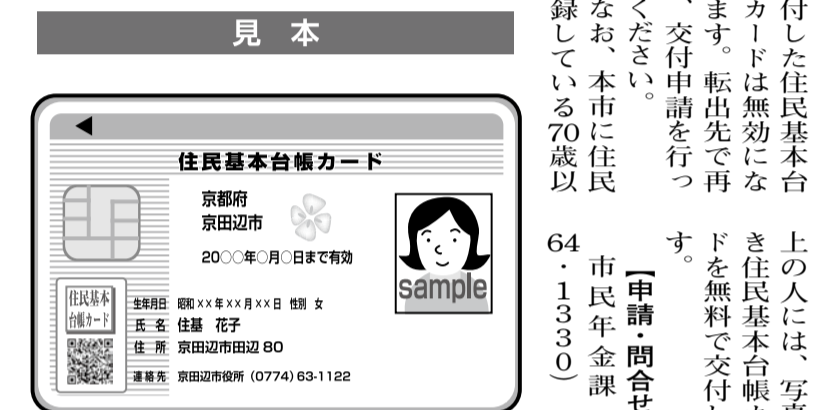 見本
住民基本台帳カード
京都府
京田辺市
20○○年○月○日まで有効
sample
住民基本
台帳カード
生年月日 昭和××年××月××日 性別 女
氏名 住基 花子
住所 京田辺市田辺 80
連絡先 京田辺市役所 (0774) 63-1122
付した住民基本台
カードは無効にな
ます。転出先で再
、交付申請を行っ
ください。
なお、本市に住民
録している70歳以
上の人には、写真
き住民基本台帳
ドを無料で交付
す。
【申請・問合せ
市民年金課
64・1330）